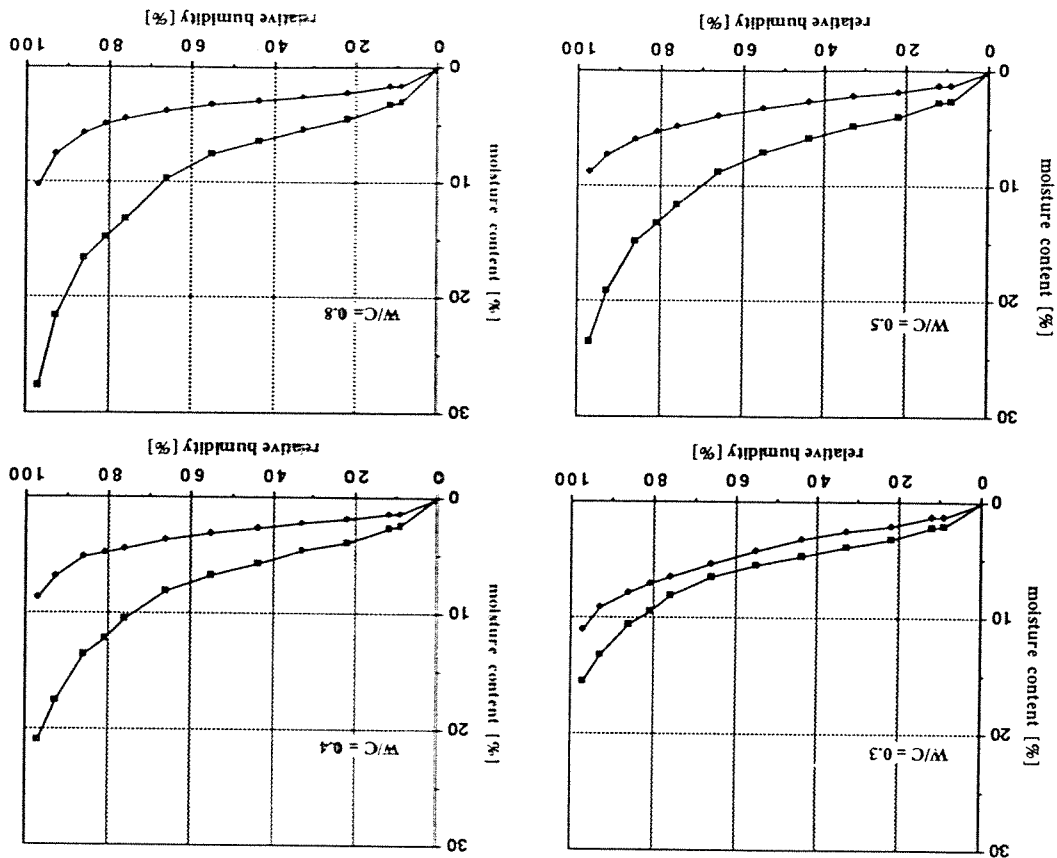 moisture content [%]
30
20
10
0
W/C = 0.3
0 20 40 60 80 100
relative humidity [%]
moisture content [%]
30
20
10
0
W/C = 0.4
0 20 40 60 80 100
relative humidity [%]
moisture content [%]
30
20
10
0
W/C = 0.5
0 20 40 60 80 100
relative humidity [%]
moisture content [%]
30
20
10
0
W/C = 0.8
0 20 40 60 80 100
relative humidity [%]